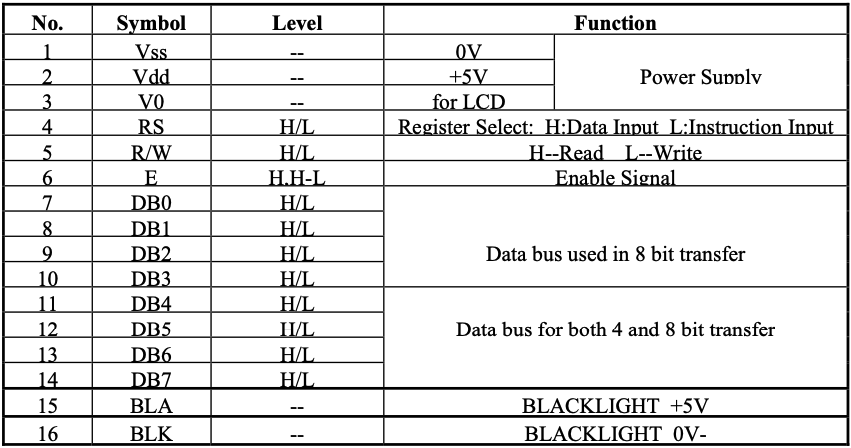 No. Symbol Level Function
1 Vss -- 0V
2 Vdd -- +5V Power Supply
3 V0 -- for LCD
4 RS H/L Register Select: H:Data Input L:Instruction Input
5 R/W H/L H--Read L--Write
6 E H.H-L Enable Signal
7 DB0 H/L
8 DB1 H/L
9 DB2 H/L Data bus used in 8 bit transfer
10 DB3 H/L
11 DB4 H/L
12 DB5 H/L Data bus for both 4 and 8 bit transfer
13 DB6 H/L
14 DB7 H/L
15 BLA -- BLACKLIGHT +5V
16 BLK -- BLACKLIGHT 0V-